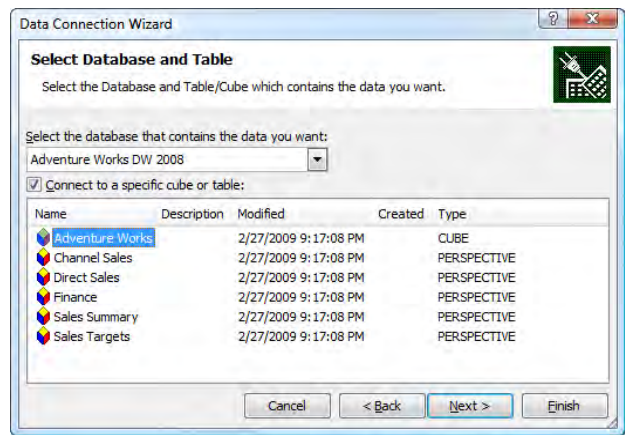 Data Connection Wizard
Select Database and Table
Select the Database and Table/Cube which contains the data you want.
Select the database that contains the data you want:
Adventure Works DW 2008
Connect to a specific cube or table:
Name Description Modified Created Type
Adventure Works 2/27/2009 9:17:08 PM CUBE
Channel Sales 2/27/2009 9:17:08 PM PERSPECTIVE
Direct Sales 2/27/2009 9:17:08 PM PERSPECTIVE
Finance 2/27/2009 9:17:08 PM PERSPECTIVE
Sales Summary 2/27/2009 9:17:08 PM PERSPECTIVE
Sales Targets 2/27/2009 9:17:08 PM PERSPECTIVE
Cancel < Back Next > Finish